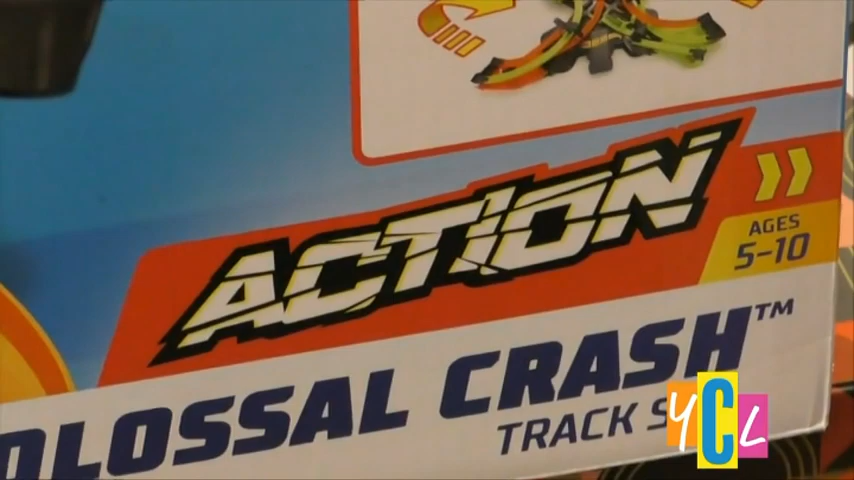 ACTION
AGES
5-10
OLOSSAL CRASH™
TRACK S
YCL